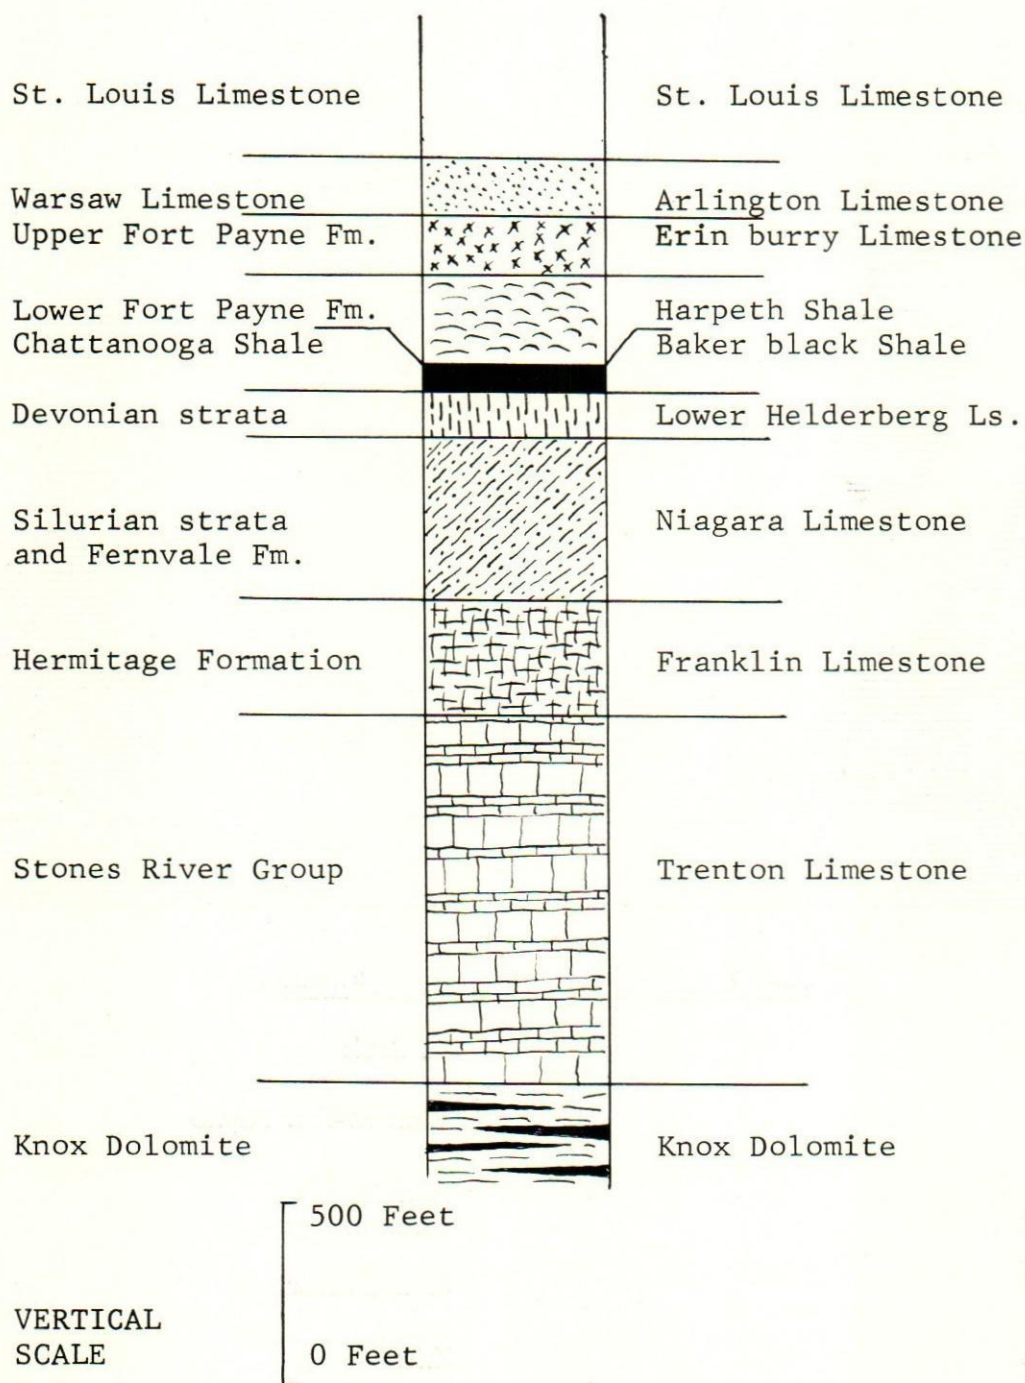 St. Louis Limestone
St. Louis Limestone
Warsaw Limestone
Arlington Limestone
Upper Fort Payne Fm.
Erin burry Limestone
Lower Fort Payne Fm.
Harpeth Shale
Chattanooga Shale
Baker black Shale
Devonian strata
Lower Helderberg Ls.
Silurian strata
and Fernvale Fm.
Niagara Limestone
Hermitage Formation
Franklin Limestone
Stones River Group
Trenton Limestone
Knox Dolomite
Knox Dolomite
500 Feet
VERTICAL
SCALE
0 Feet